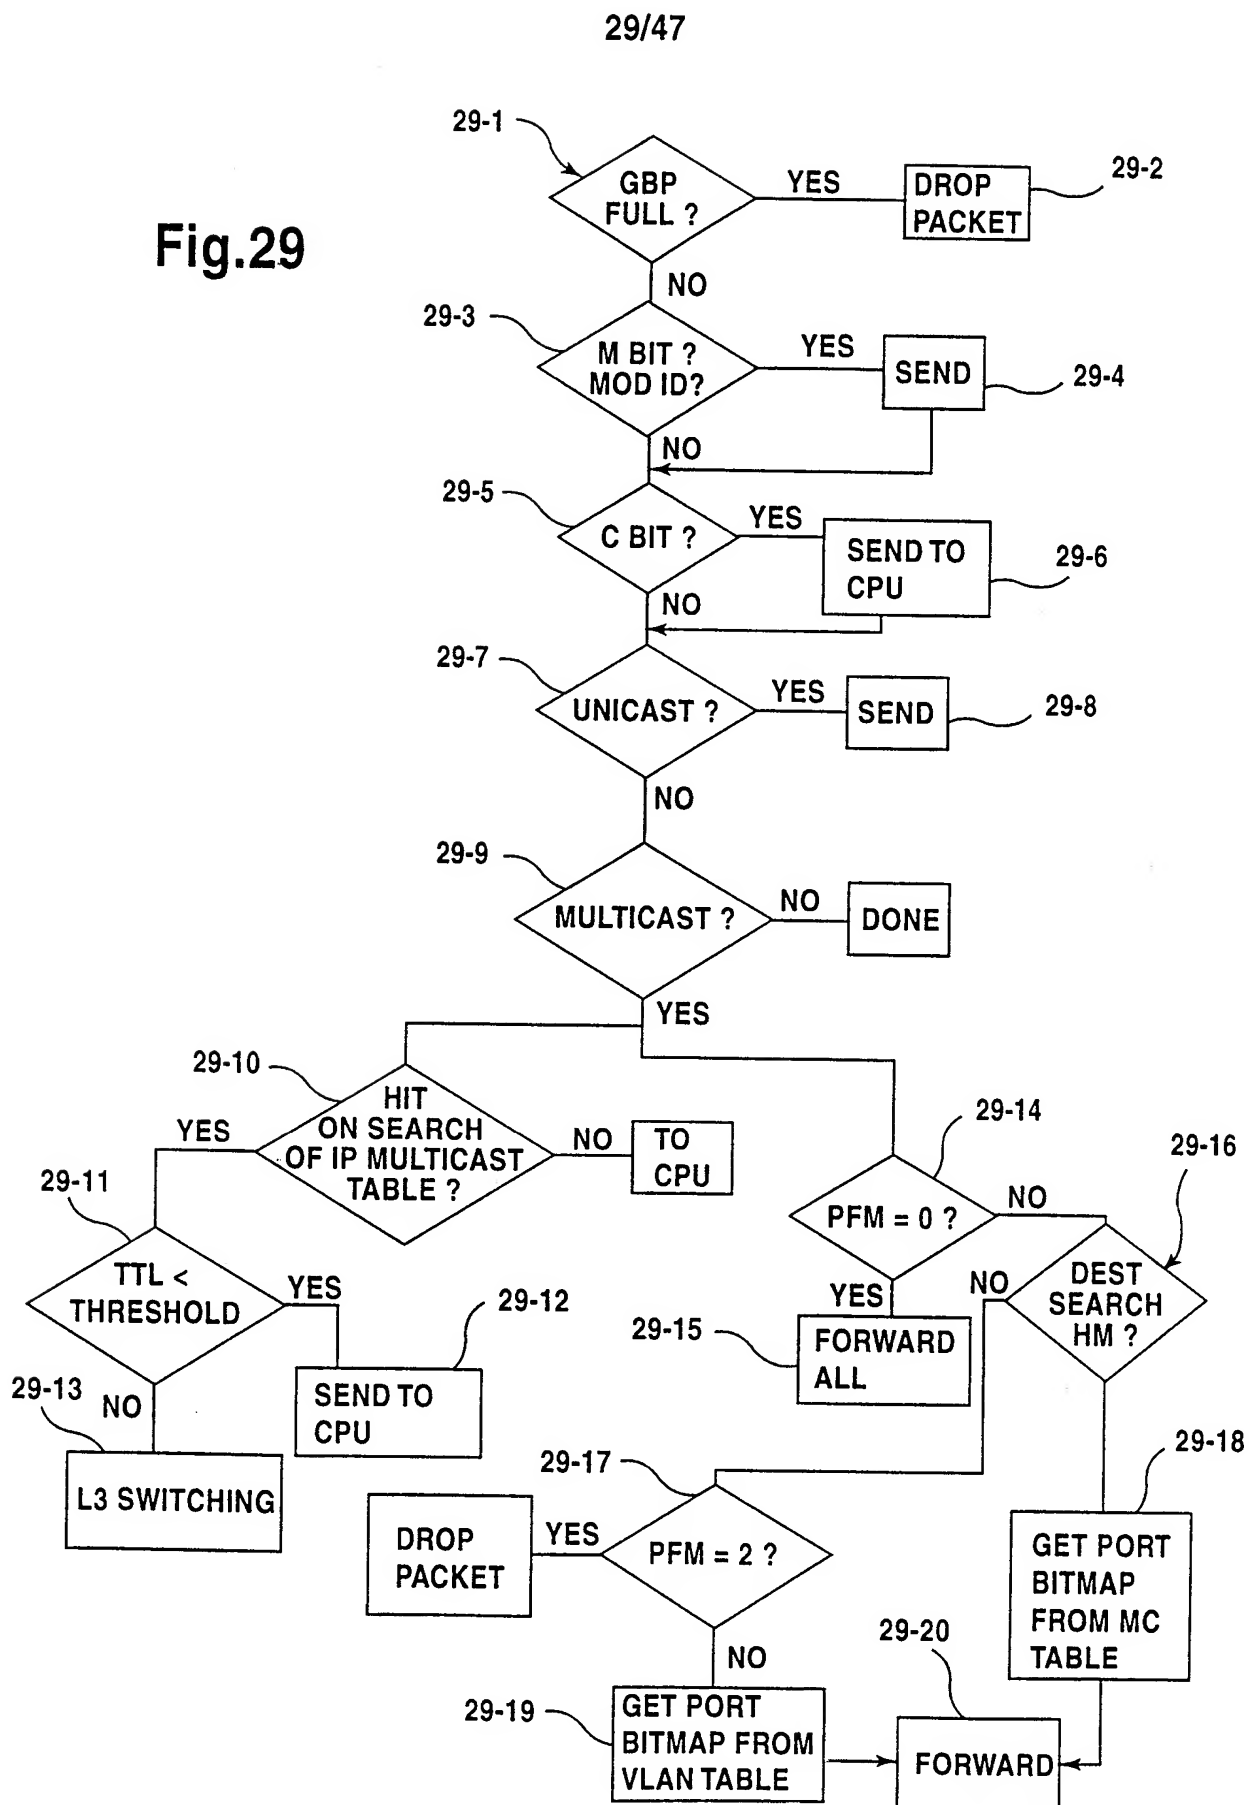 29/47
Fig.29
29-1
GBP
FULL ?
YES
DROP
PACKET
29-2
NO
29-3
M BIT ?
MOD ID?
YES
SEND
29-4
NO
29-5
C BIT ?
YES
SEND TO
CPU
29-6
NO
29-7
UNICAST ?
YES
SEND
29-8
NO
29-9
MULTICAST ?
NO
DONE
YES
29-10
HIT
ON SEARCH
OF IP MULTICAST
TABLE ?
YES
NO
TO
CPU
29-11
TTL <
THRESHOLD
YES
29-12
SEND TO
CPU
29-13
NO
L3 SWITCHING
29-14
PFM = 0 ?
NO
29-16
YES
29-15
FORWARD
ALL
DEST
SEARCH
HM ?
NO
29-17
PFM = 2 ?
YES
DROP
PACKET
NO
29-18
GET PORT
BITMAP
FROM MC
TABLE
29-19
GET PORT
BITMAP FROM
VLAN TABLE
29-20
FORWARD